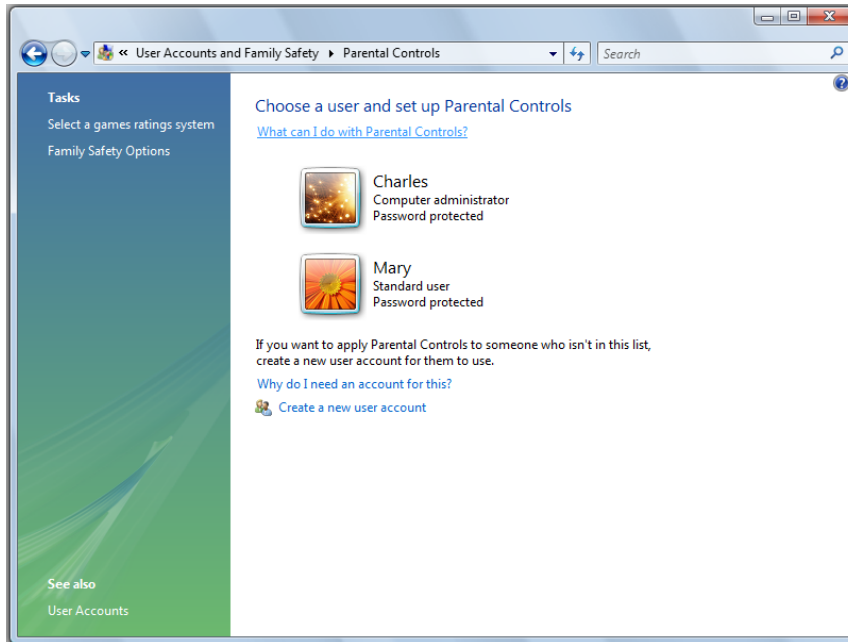 « User Accounts and Family Safety ▸ Parental Controls
Search
Tasks
Select a games ratings system
Family Safety Options
Choose a user and set up Parental Controls
What can I do with Parental Controls?
Charles
Computer administrator
Password protected
Mary
Standard user
Password protected
If you want to apply Parental Controls to someone who isn't in this list,
create a new user account for them to use.
Why do I need an account for this?
Create a new user account
See also
User Accounts